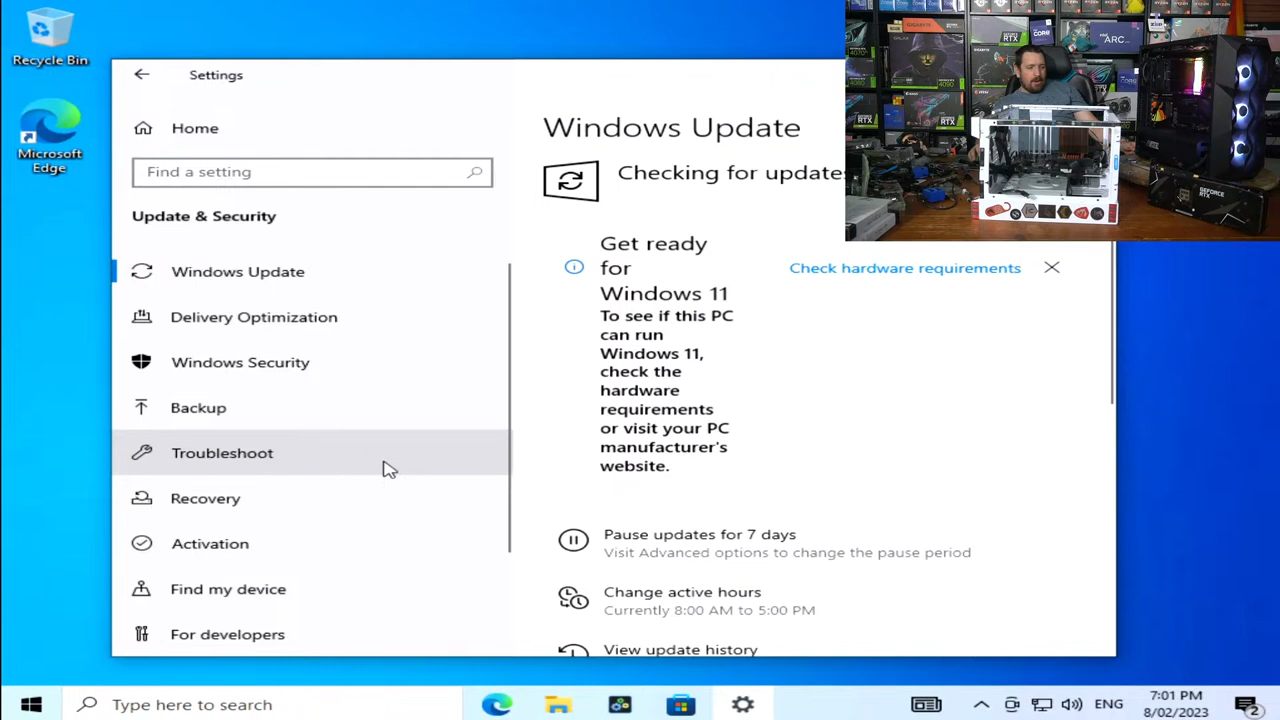 Recycle Bin
Microsoft
Edge
Settings
Home
Find a setting
Update & Security
Windows Update
Delivery Optimization
Windows Security
Backup
Troubleshoot
Recovery
Activation
Find my device
For developers
Windows Update
Checking for updates
Get ready
for
Windows 11
To see if this PC
can run
Windows 11,
check the
hardware
requirements
or visit your PC
manufacturer's
website.
Check hardware requirements
Pause updates for 7 days
Visit Advanced options to change the pause period
Change active hours
Currently 8:00 AM to 5:00 PM
View update history
Type here to search
ENG
7:01 PM
8/02/2023
2
GEFORCE
RTX
ARC
CORE